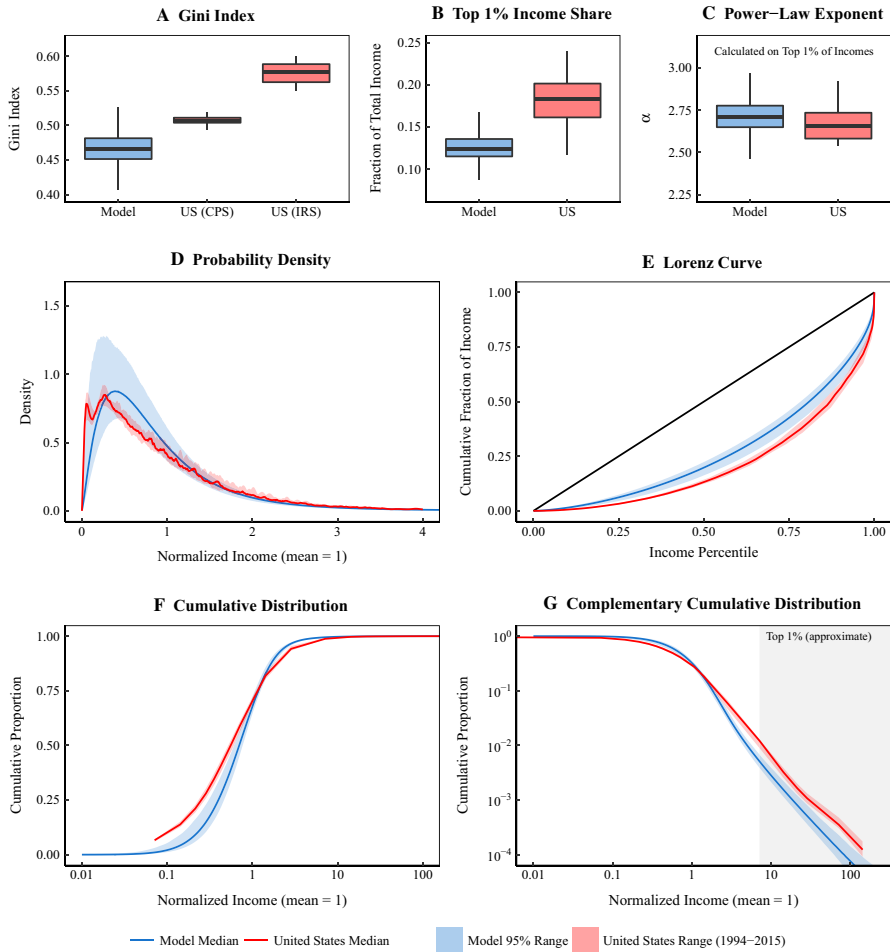 A Gini Index
Gini Index
0.60
0.55
0.50
0.45
0.40
Model
US (CPS)
US (IRS)
B Top 1% Income Share
Fraction of Total Income
0.25
0.20
0.15
0.10
Model
US
C Power−Law Exponent
Calculated on Top 1% of Incomes
α
3.00
2.75
2.50
2.25
Model
US
D Probability Density
Density
1.5
1.0
0.5
0.0
0
1
2
3
4
Normalized Income (mean = 1)
E Lorenz Curve
Cumulative Fraction of Income
1.00
0.75
0.50
0.25
0.00
0.00
0.25
0.50
0.75
1.00
Income Percentile
F Cumulative Distribution
Cumulative Proportion
1.00
0.75
0.50
0.25
0.00
0.01
0.1
1
10
100
Normalized Income (mean = 1)
G Complementary Cumulative Distribution
Top 1% (approximate)
Cumulative Proportion
10⁰
10⁻¹
10⁻²
10⁻³
10⁻⁴
0.01
0.1
1
10
100
Normalized Income (mean = 1)
Model Median
United States Median
Model 95% Range
United States Range (1994−2015)